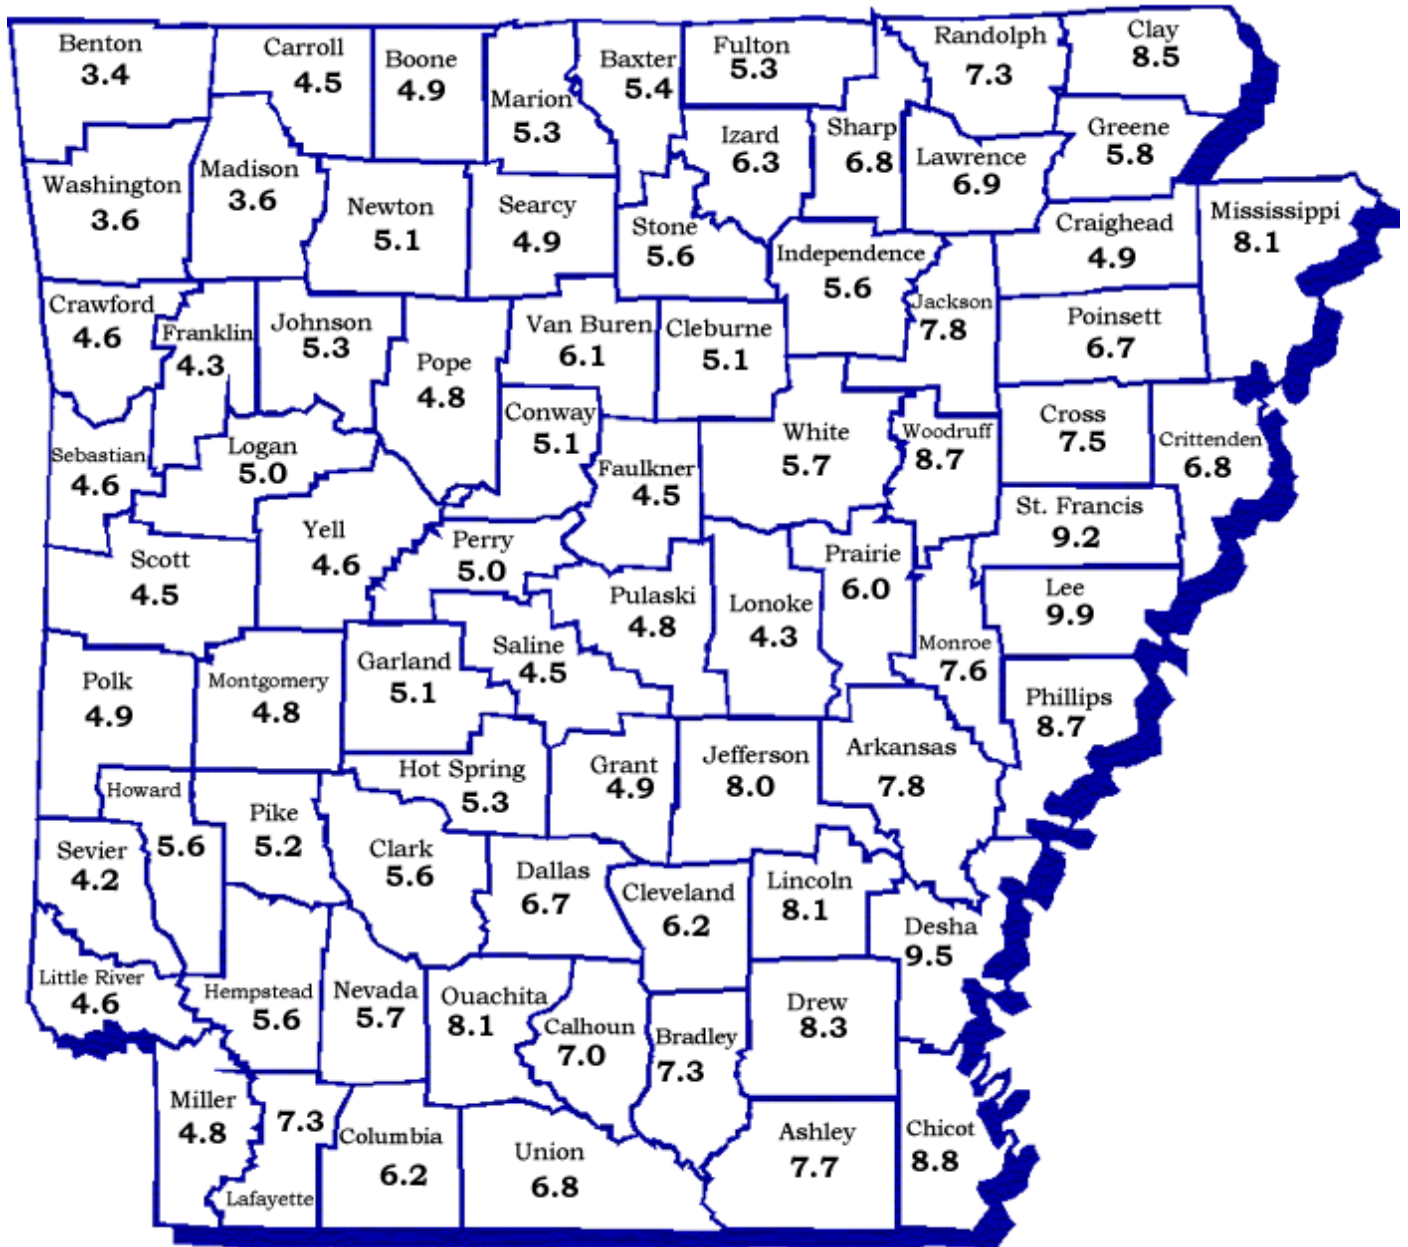 Benton
3.4
Carroll
4.5
Boone
4.9
Marion
5.3
Baxter
5.4
Fulton
5.3
Randolph
7.3
Clay
8.5
Izard
6.3
Sharp
6.8
Lawrence
6.9
Greene
5.8
Washington
3.6
Madison
3.6
Newton
5.1
Searcy
4.9
Stone
5.6
Independence
5.6
Craighead
4.9
Mississippi
8.1
Crawford
4.6
Franklin
4.3
Johnson
5.3
Pope
4.8
Van Buren
6.1
Cleburne
5.1
Jackson
7.8
Poinsett
6.7
Sebastian
4.6
Logan
5.0
Conway
5.1
Faulkner
4.5
White
5.7
Woodruff
8.7
Cross
7.5
Crittenden
6.8
Scott
4.5
Yell
4.6
Perry
5.0
Pulaski
4.8
Lonoke
4.3
Prairie
6.0
St. Francis
9.2
Lee
9.9
Polk
4.9
Montgomery
4.8
Garland
5.1
Saline
4.5
Monroe
7.6
Phillips
8.7
Howard
5.6
Pike
5.2
Hot Spring
5.3
Grant
4.9
Jefferson
8.0
Arkansas
7.8
Sevier
4.2
Clark
5.6
Dallas
6.7
Cleveland
6.2
Lincoln
8.1
Desha
9.5
Little River
4.6
Hempstead
5.6
Nevada
5.7
Ouachita
8.1
Calhoun
7.0
Bradley
7.3
Drew
8.3
Miller
4.8
7.3
Lafayette
Columbia
6.2
Union
6.8
Ashley
7.7
Chicot
8.8